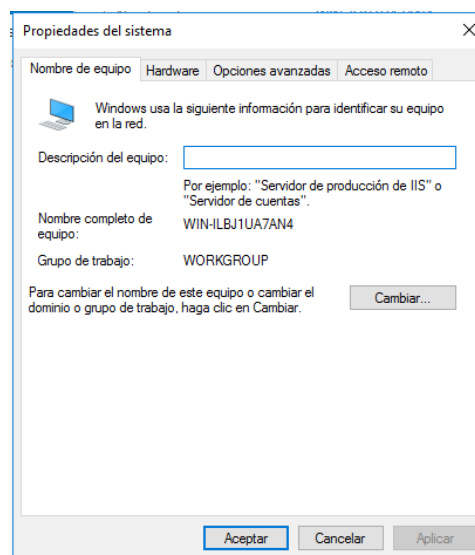 Propiedades del sistema
Nombre de equipo Hardware Opciones avanzadas Acceso remoto
Windows usa la siguiente información para identificar su equipo
en la red.
Descripción del equipo:
Por ejemplo: "Servidor de producción de IIS" o
"Servidor de cuentas".
Nombre completo de
equipo:
WIN-ILBJ1UA7AN4
Grupo de trabajo:
WORKGROUP
Para cambiar el nombre de este equipo o cambiar el
dominio o grupo de trabajo, haga clic en Cambiar.
Cambiar...
Aceptar Cancelar Aplicar